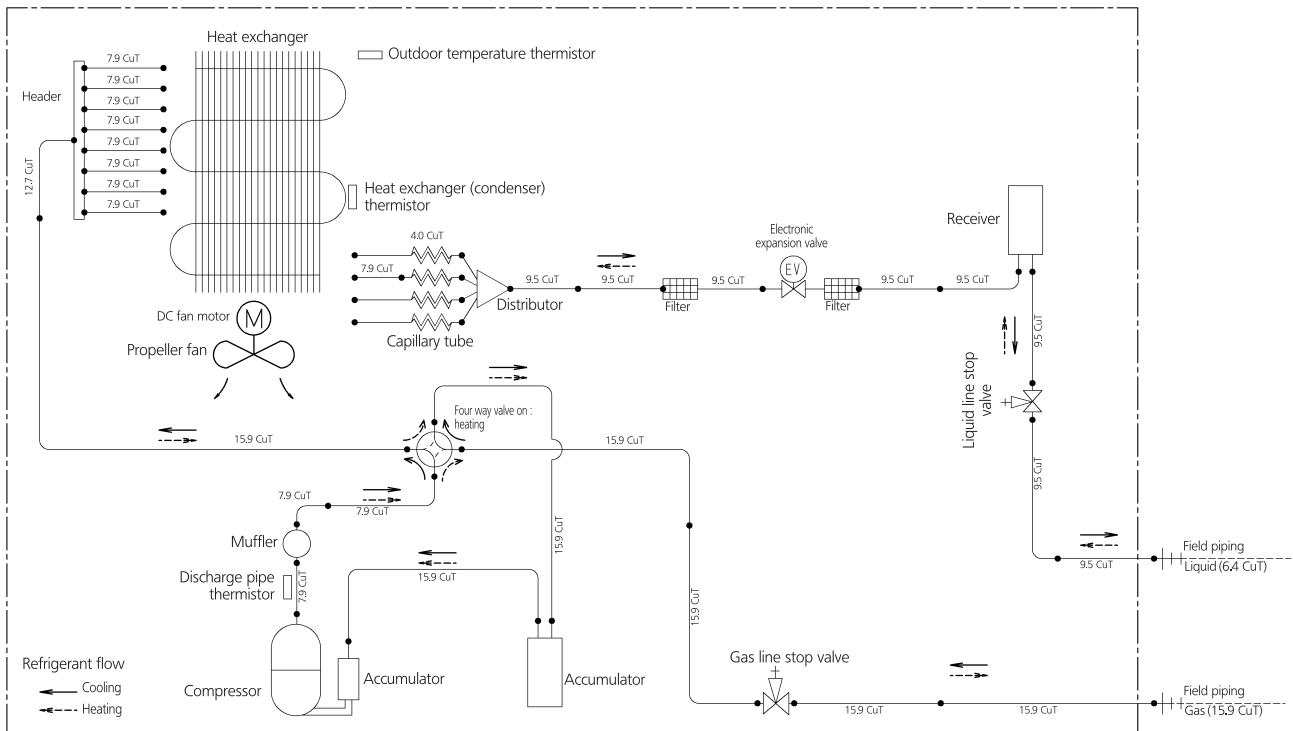 Heat exchanger
Outdoor temperature thermistor
Header
7.9 CuT
7.9 CuT
7.9 CuT
7.9 CuT
7.9 CuT
7.9 CuT
7.9 CuT
7.9 CuT
12.7 CuT
Heat exchanger (condenser)
thermistor
4.0 CuT
7.9 CuT
Capillary tube
Distributor
9.5 CuT
9.5 CuT
Filter
9.5 CuT
Electronic
expansion valve
EV
Filter
9.5 CuT
9.5 CuT
Receiver
9.5 CuT
Liquid line stop
valve
9.5 CuT
9.5 CuT
Field piping
Liquid (6.4 CuT)
DC fan motor
M
Propeller fan
15.9 CuT
Four way valve on :
heating
15.9 CuT
7.9 CuT
7.9 CuT
Muffler
Discharge pipe
thermistor
7.9 CuT
15.9 CuT
15.9 CuT
15.9 CuT
Compressor
Accumulator
Accumulator
Gas line stop valve
15.9 CuT
15.9 CuT
Field piping
Gas (15.9 CuT)
Refrigerant flow
Cooling
Heating